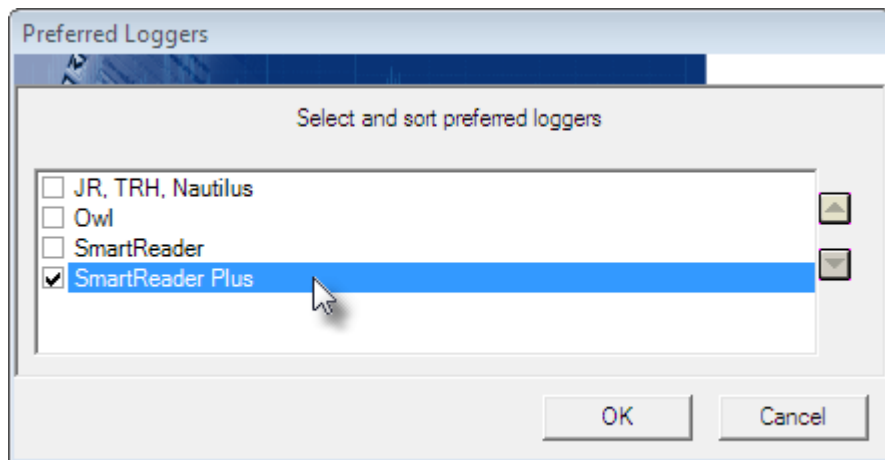 Preferred Loggers
Select and sort preferred loggers
JR, TRH, Nautilus
Owl
SmartReader
SmartReader Plus
OK
Cancel